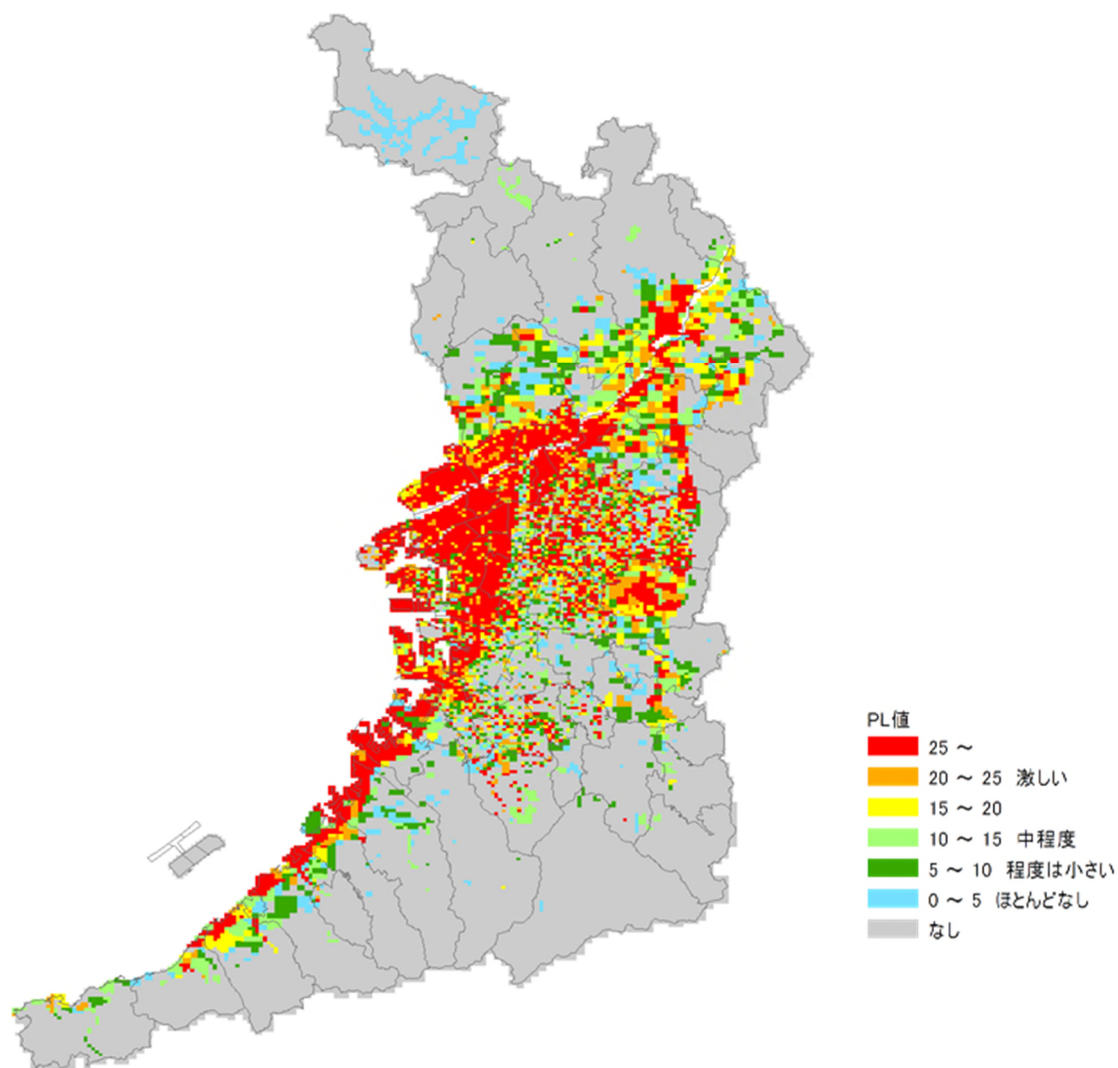 PL値
25 ～
20 ～ 25 激しい
15 ～ 20
10 ～ 15 中程度
5 ～ 10 程度は小さい
0 ～ 5 ほとんどなし
なし